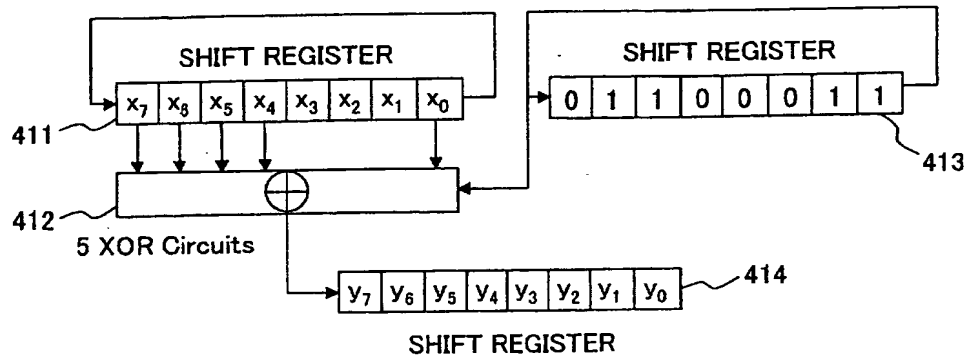 SHIFT REGISTER
SHIFT REGISTER
x₇ x₆ x₅ x₄ x₃ x₂ x₁ x₀
0 1 1 0 0 0 1 1
411
413
412
5 XOR Circuits
y₇ y₆ y₅ y₄ y₃ y₂ y₁ y₀
414
SHIFT REGISTER